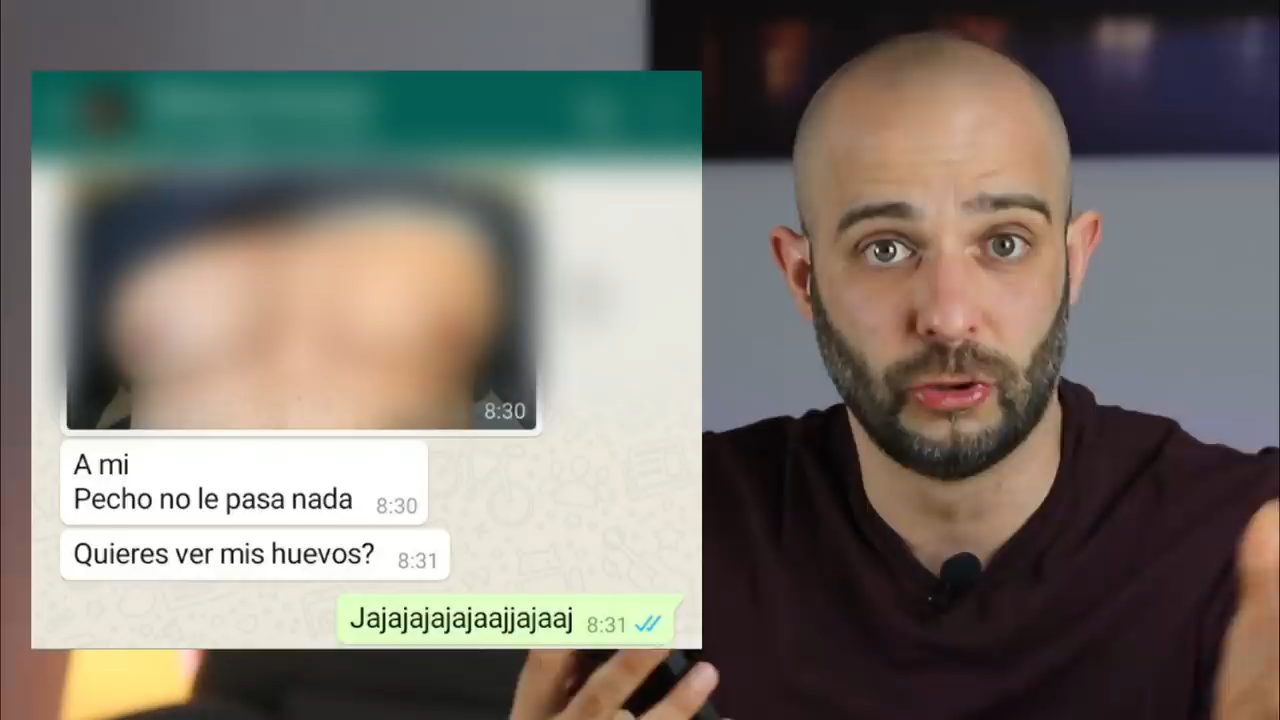 8:30
A mi
Pecho no le pasa nada 8:30
Quieres ver mis huevos? 8:31
Jajajajajajaajjajaaj 8:31